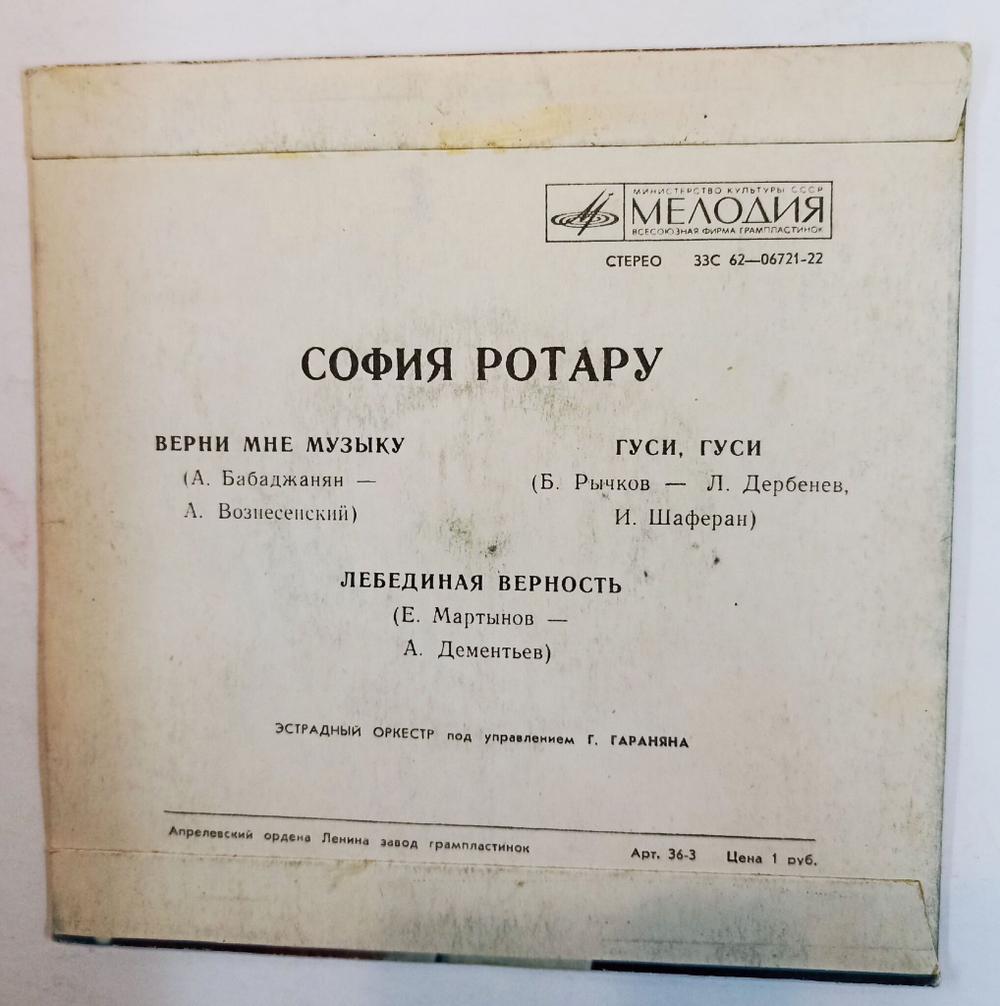 МИНИСТЕРСТВО КУЛЬТУРЫ СССР
МЕЛОДИЯ
ВСЕСОЮЗНАЯ ФИРМА ГРАМПЛАСТИНОК
СТЕРЕО 33С 62—06721-22
СОФИЯ РОТАРУ
ВЕРНИ МНЕ МУЗЫКУ
(А. Бабаджанян —
А. Вознесенский)
ГУСИ, ГУСИ
(Б. Рычков — Л. Дербенев,
И. Шаферан)
ЛЕБЕДИНАЯ ВЕРНОСТЬ
(Е. Мартынов —
А. Дементьев)
ЭСТРАДНЫЙ ОРКЕСТР под управлением Г. ГАРАНЯНА
Апрелевский ордена Ленина завод грампластинок Арт. 36-3 Цена 1 руб.